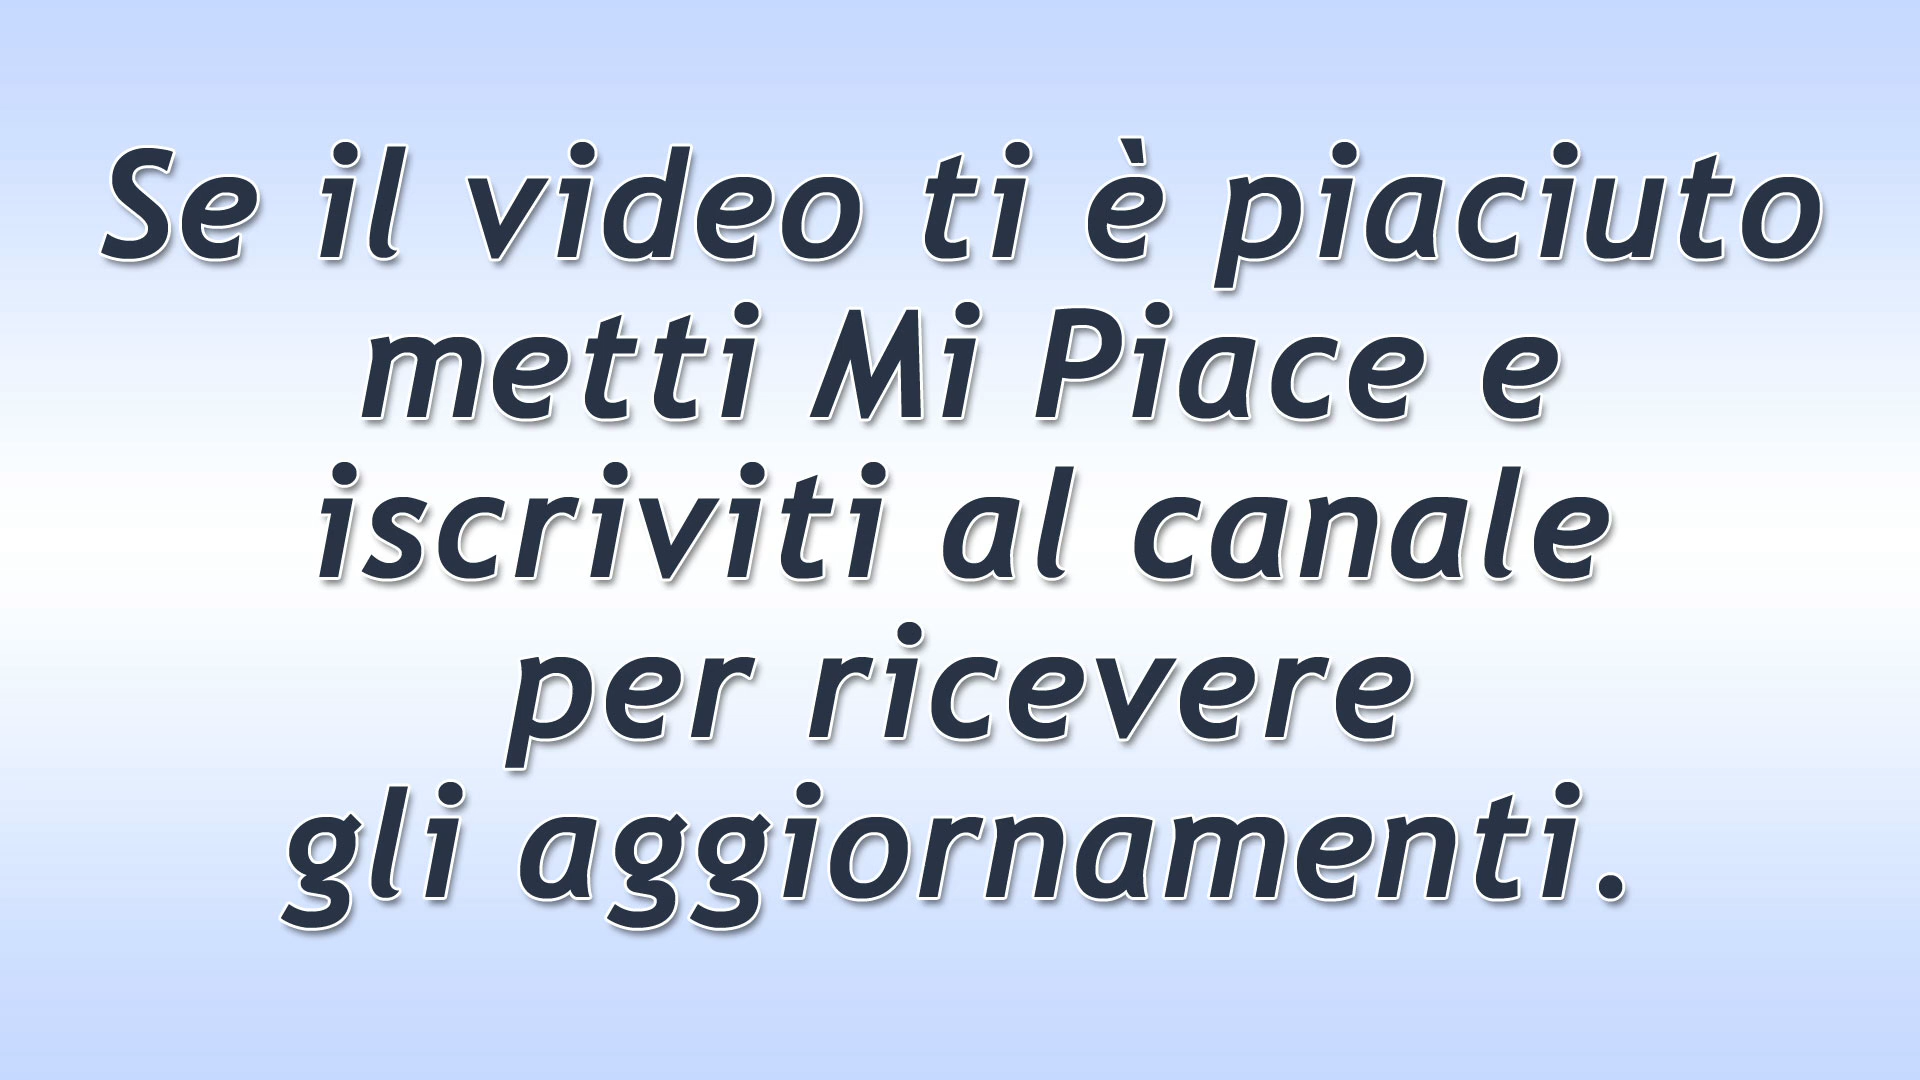 Se il video ti è piaciuto
metti Mi Piace e
iscriviti al canale
per ricevere
gli aggiornamenti.